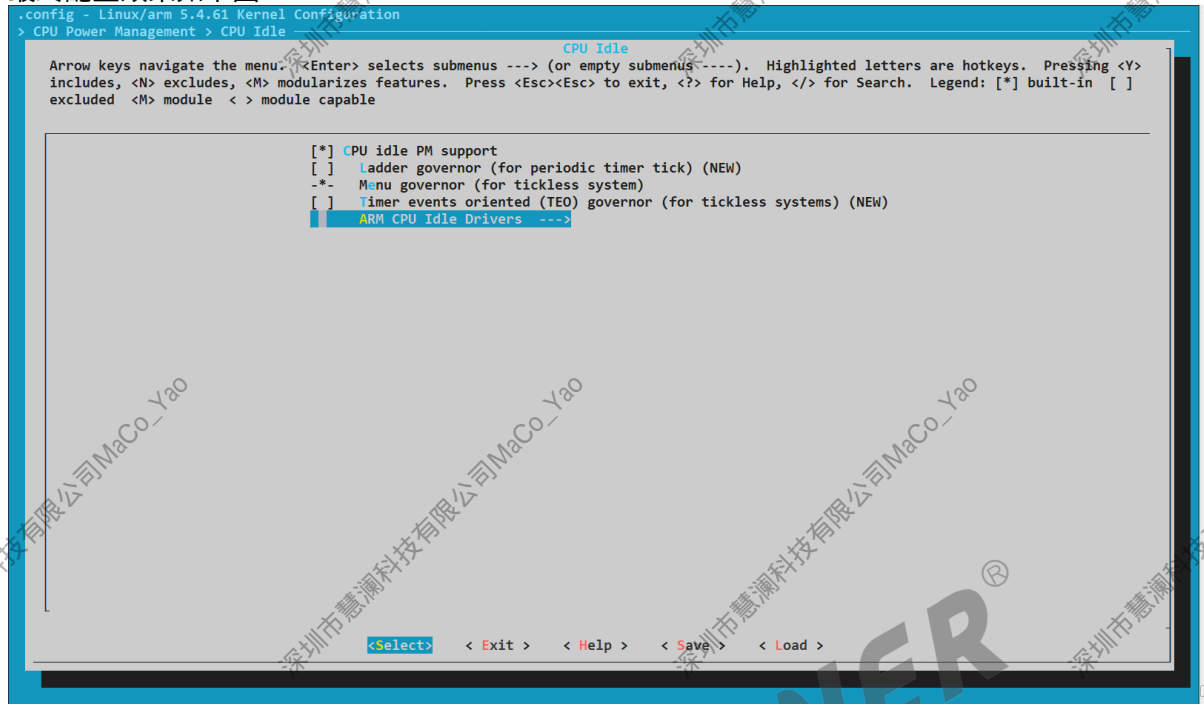 .config - Linux/arm 5.4.61 Kernel Configuration
> CPU Power Management > CPU Idle
CPU Idle
Arrow keys navigate the menu. <Enter> selects submenus ---> (or empty submenus ----). Highlighted letters are hotkeys. Pressing <Y>
includes, <N> excludes, <M> modularizes features. Press <Esc><Esc> to exit, <?> for Help, </> for Search. Legend: [*] built-in [ ]
excluded <M> module < > module capable
[*] CPU idle PM support
[ ] Ladder governor (for periodic timer tick) (NEW)
-*- Menu governor (for tickless system)
[ ] Timer events oriented (TEO) governor (for tickless systems) (NEW)
ARM CPU Idle Drivers --->
<Select> < Exit > < Help > < Save > < Load >
深圳市慧澜科技有限公司MaCo_Yao
深圳市慧澜科技有限公司MaCo_Yao
深圳市慧澜科技有限公司MaCo_Yao
NER®